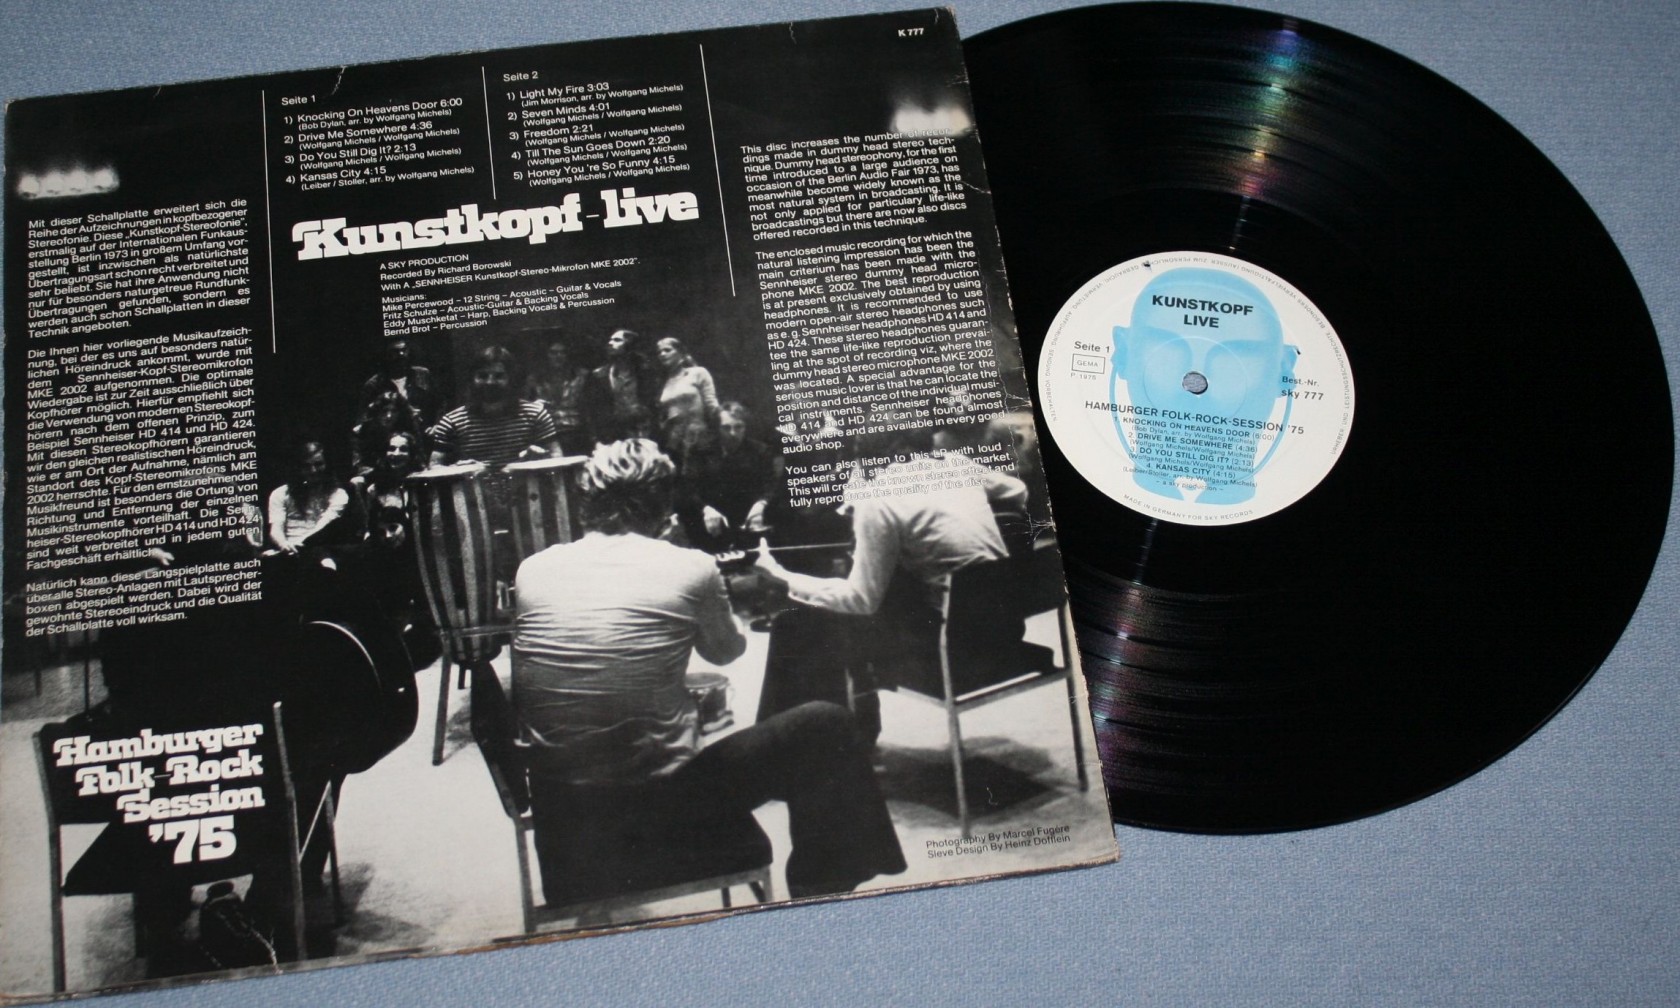 K 777
Seite 1
1) Knocking On Heavens Door 6:00
(Bob Dylan, arr. by Wolfgang Michels)
2) Drive Me Somewhere 4:36
(Wolfgang Michels / Wolfgang Michels)
3) Do You Still Dig It? 2:13
(Wolfgang Michels / Wolfgang Michels)
4) Kansas City 4:15
(Leiber / Stoller, arr. by Wolfgang Michels)
Seite 2
1) Light My Fire 3:03
(Jim Morrison, arr. by Wolfgang Michels)
2) Seven Minds 4:01
(Wolfgang Michels / Wolfgang Michels)
3) Freedom 2:21
(Wolfgang Michels / Wolfgang Michels)
4) Till The Sun Goes Down 2:20
(Wolfgang Michels / Wolfgang Michels)
5) Honey You 're So Funny 4:15
(Wolfgang Michels / Wolfgang Michels)
Kunstkopf-live
A SKY PRODUCTION
Recorded By Richard Borowski
With A „SENNHEISER Kunstkopf-Stereo-Mikrofon MKE 2002".
Musicians:
Mike Percewood – 12 String – Acoustic – Guitar & Vocals
Fritz Schulze – Acoustic-Guitar & Backing Vocals
Eddy Muschketat – Harp, Backing Vocals & Percussion
Bernd Brot – Percussion
Mit dieser Schallplatte erweitert sich die
Reihe der Aufzeichnungen in kopfbezogener
Stereofonie. Diese „Kunstkopf-Stereofonie",
erstmalig auf der Internationalen Funkaus-
stellung Berlin 1973 in großem Umfang vor-
gestellt, ist inzwischen als natürlichste
Übertragungsart schon recht verbreitet und
sehr beliebt. Sie hat ihre Anwendung nicht
nur für besonders naturgetreue Rundfunk-
Übertragungen gefunden, sondern es
werden auch schon Schallplatten in dieser
Technik angeboten.
Die Ihnen hier vorliegende Musikaufzeich-
nung, bei der es uns auf besonders natür-
lichen Höreindruck ankommt, wurde mit
dem Sennheiser-Kopf-Stereomikrofon
MKE 2002 aufgenommen. Die optimale
Wiedergabe ist zur Zeit ausschließlich über
Kopfhörer möglich. Hierfür empfiehlt sich
die Verwendung von modernen Stereokopf-
hörern nach dem offenen Prinzip, zum
Beispiel Sennheiser HD 414 und HD 424.
Mit diesen Stereokopfhörern garantieren
wir den gleichen realistischen Höreindruck,
wie er am Ort der Aufnahme, nämlich am
Standort des Kopf-Stereomikrofons MKE
2002 herrschte. Für den ernstzunehmenden
Musikfreund ist besonders die Ortung von
Richtung und Entfernung der einzelnen
Musikinstrumente vorteilhaft. Die Senn-
heiser-Stereokopfhörer HD 414 und HD 424
sind weit verbreitet und in jedem guten
Fachgeschäft erhältlich.
Natürlich kann diese Langspielplatte auch
über alle Stereo-Anlagen mit Lautsprecher-
boxen abgespielt werden. Dabei wird der
gewohnte Stereoeindruck und die Qualität
der Schallplatte voll wirksam.
This disc increases the number of recor-
dings made in dummy head stereo tech-
nique. Dummy head stereophony, for the first
time introduced to a large audience on
occasion of the Berlin Audio Fair 1973, has
meanwhile become widely known as the
most natural system in broadcasting. It is
not only applied for particulary life-like
broadcastings but there are now also discs
offered recorded in this technique.
The enclosed music recording for which the
natural listening impression has been the
main criterium has been made with the
Sennheiser stereo dummy head micro-
phone MKE 2002. The best reproduction
is at present exclusively obtained by using
headphones. It is recommended to use
modern open-air stereo headphones such
as e. g. Sennheiser headphones HD 414 and
HD 424. These stereo headphones guaran-
tee the same life-like reproduction prevai-
ling at the spot of recording viz, where the
dummy head stereo microphone MKE 2002
was located. A special advantage for the
serious music lover is that he can locate the
position and distance of the individual musi-
cal instruments. Sennheiser headphones
HD 414 and HD 424 can be found almost
everywhere and are available in every good
audio shop.
You can also listen to this LP with loud -
speakers of all stereo units on the market.
This will create the known stereo effect and
fully reproduce the quality of the disc.
Hamburger
Folk-Rock
Session
'75
Photography By Marcel Fugère
Sleve Design By Heinz Dofflein
KUNSTKOPF
LIVE
Seite 1
GEMA
P. 1975
Best.-Nr.
sky 777
HAMBURGER FOLK-ROCK-SESSION '75
1. KNOCKING ON HEAVENS DOOR (6:00)
(Bob Dylan, arr. by Wolfgang Michels)
2. DRIVE ME SOMEWHERE (4:36)
(Wolfgang Michels/Wolfgang Michels)
3. DO YOU STILL DIG IT? (2:13)
(Wolfgang Michels/Wolfgang Michels)
4. KANSAS CITY (4:15)
(Leiber/Stoller, arr. by Wolfgang Michels)
– a sky production –
MADE IN GERMANY FOR SKY RECORDS